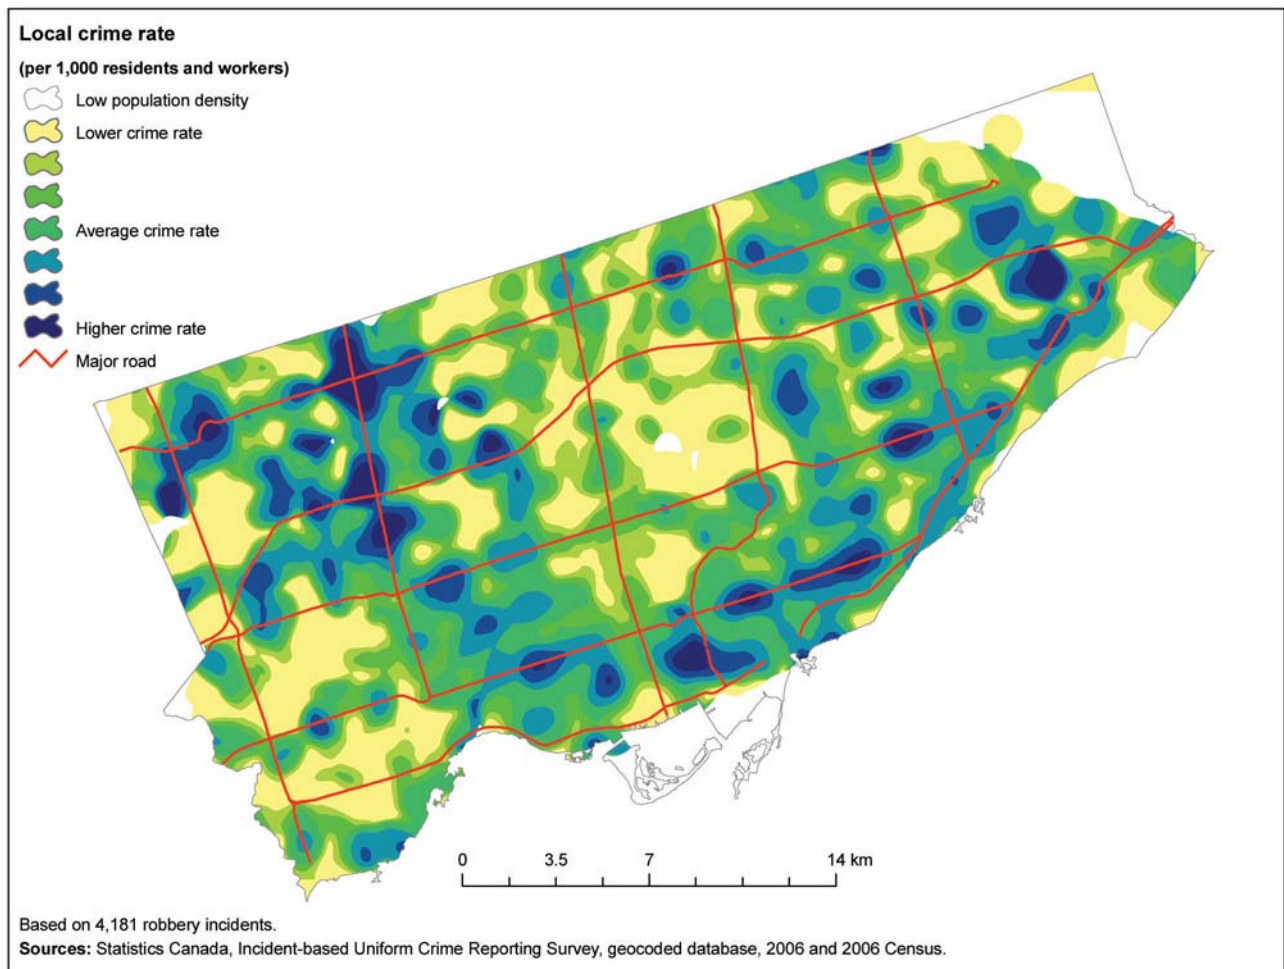 Local crime rate
(per 1,000 residents and workers)
Low population density
Lower crime rate
Average crime rate
Higher crime rate
Major road
0 3.5 7 14 km
Based on 4,181 robbery incidents.
Sources: Statistics Canada, Incident-based Uniform Crime Reporting Survey, geocoded database, 2006 and 2006 Census.